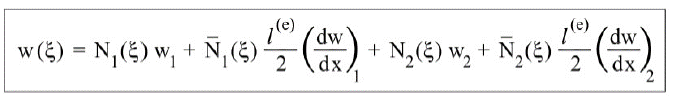 w(ξ) = N₁(ξ) w₁ + N̄₁(ξ) l⁽ᵉ⁾/2 (dw/dx)₁ + N₂(ξ) w₂ + N̄₂(ξ) l⁽ᵉ⁾/2 (dw/dx)₂